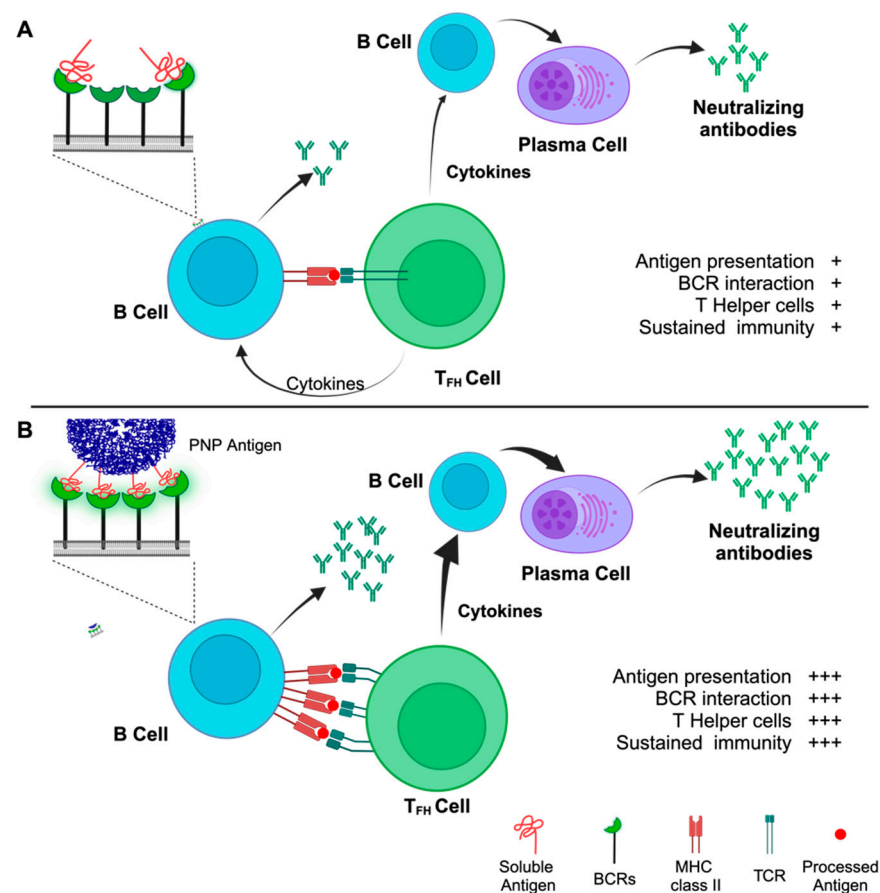 A
B Cell
Plasma Cell
Neutralizing
antibodies
Cytokines
B Cell
Cytokines
T_FH Cell
Antigen presentation +
BCR interaction +
T Helper cells +
Sustained immunity +
B
PNP Antigen
B Cell
Plasma Cell
Neutralizing
antibodies
Cytokines
B Cell
T_FH Cell
Antigen presentation +++
BCR interaction +++
T Helper cells +++
Sustained immunity +++
Soluble
Antigen
BCRs
MHC
class II
TCR
Processed
Antigen